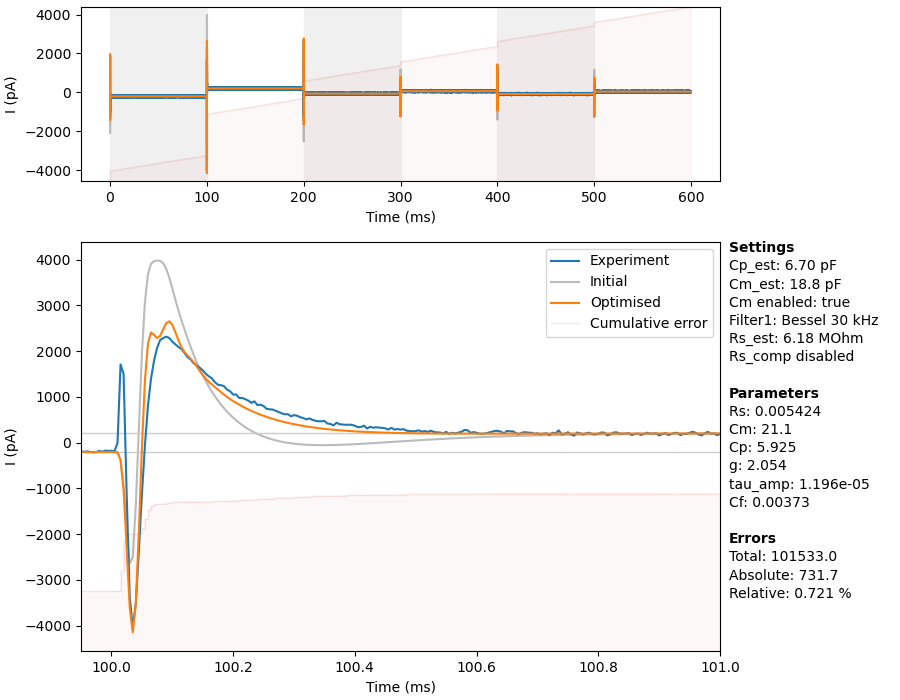 4000
2000
0
−2000
−4000
I (pA)
0 100 200 300 400 500 600
Time (ms)
4000
3000
2000
1000
0
−1000
−2000
−3000
−4000
I (pA)
Experiment
Initial
Optimised
Cumulative error
100.0 100.2 100.4 100.6 100.8 101.0
Time (ms)
Settings
Cp_est: 6.70 pF
Cm_est: 18.8 pF
Cm enabled: true
Filter1: Bessel 30 kHz
Rs_est: 6.18 MOhm
Rs_comp disabled
Parameters
Rs: 0.005424
Cm: 21.1
Cp: 5.925
g: 2.054
tau_amp: 1.196e-05
Cf: 0.00373
Errors
Total: 101533.0
Absolute: 731.7
Relative: 0.721 %